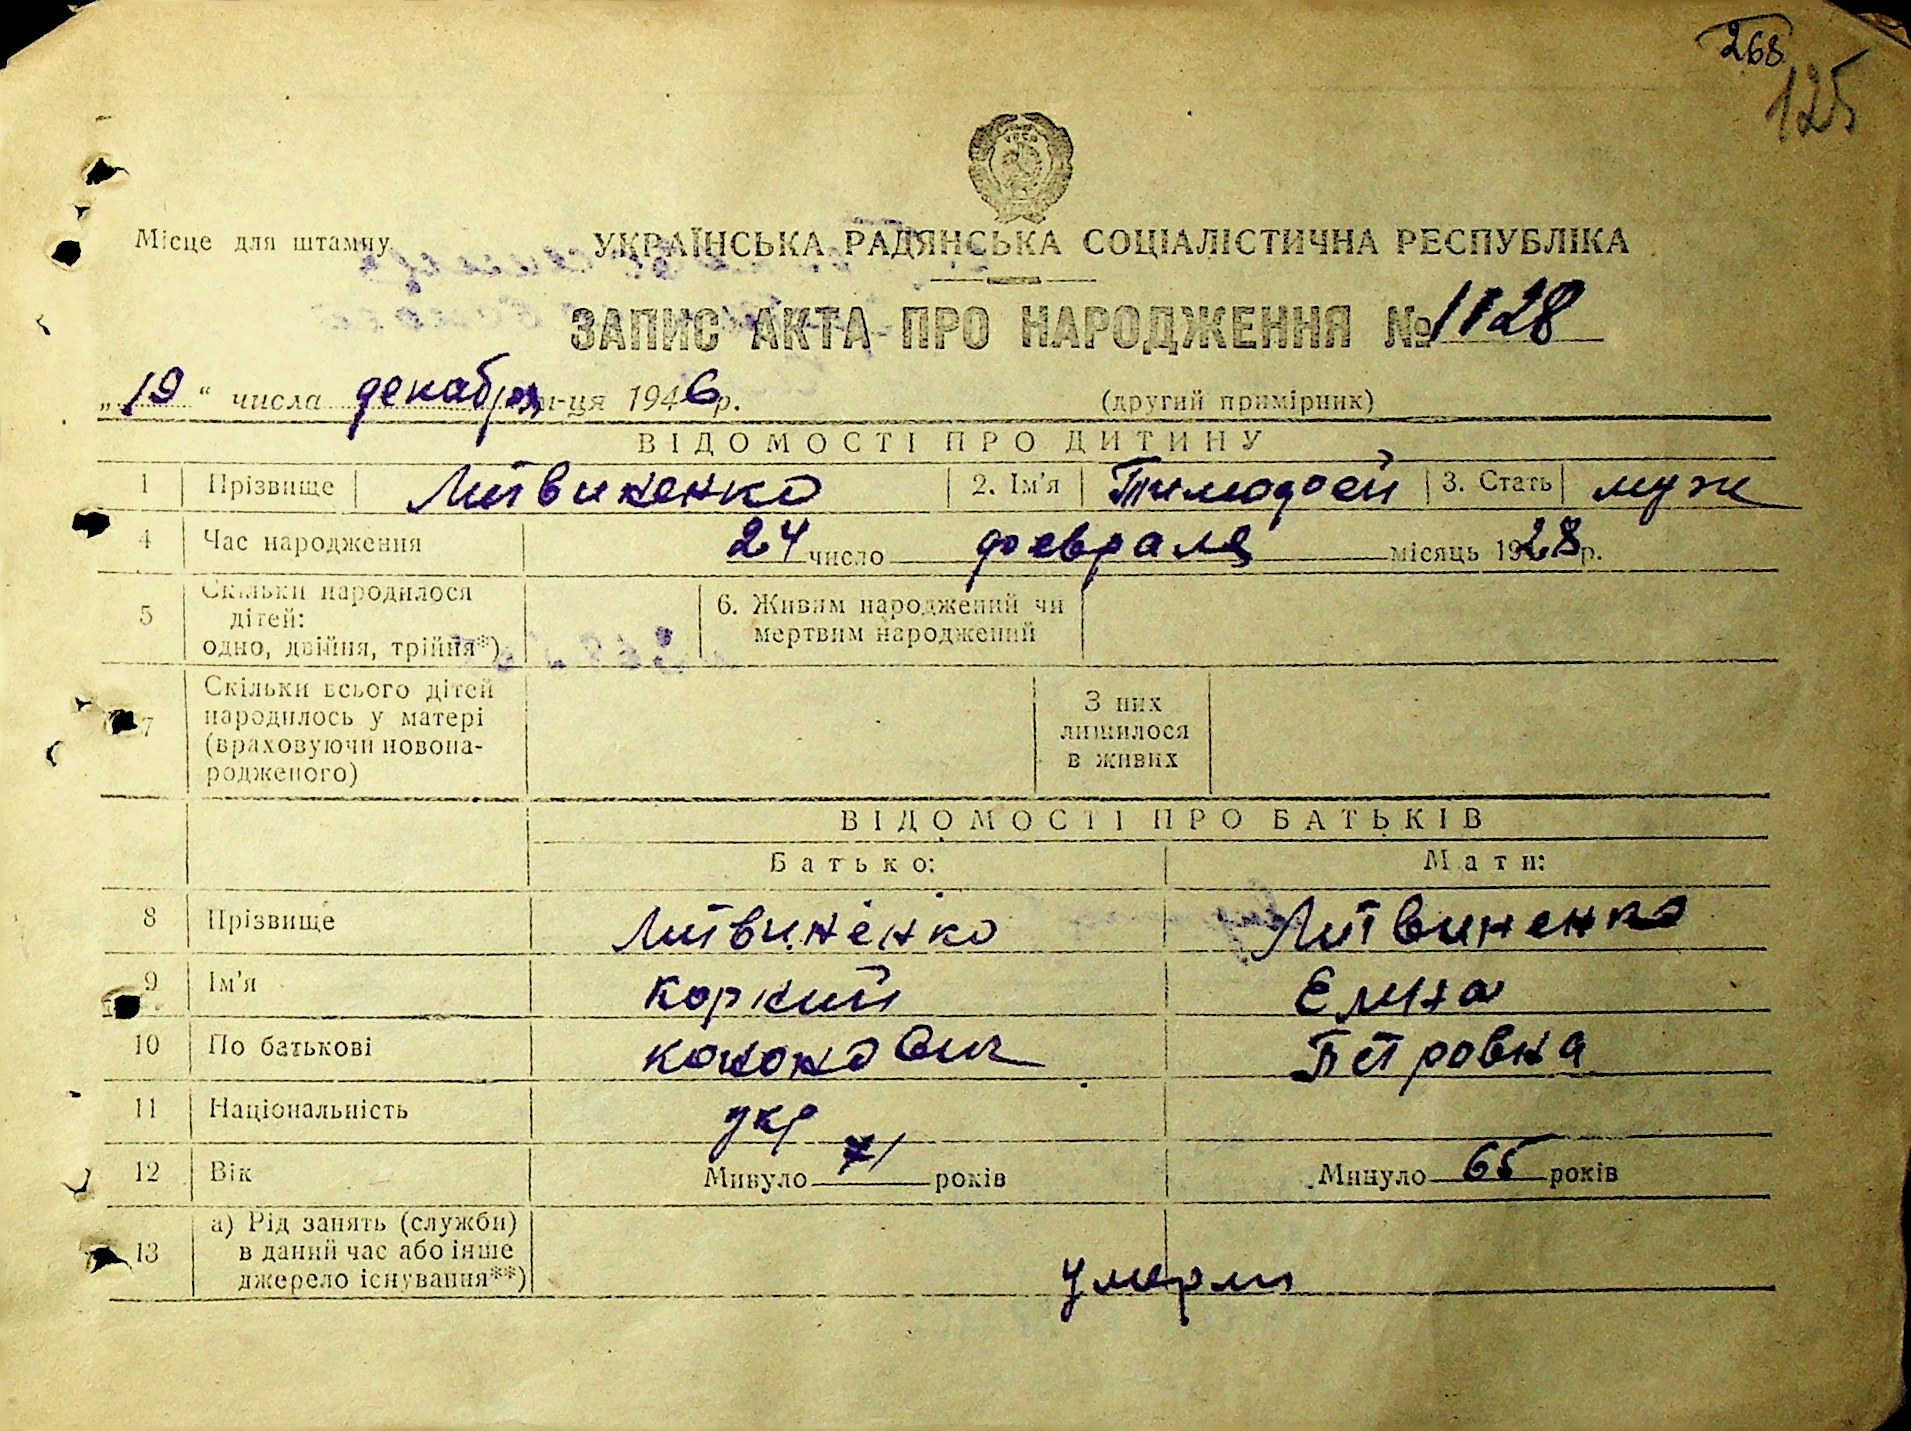 268
125
Місце для штампу
УКРАЇНСЬКА РАДЯНСЬКА СОЦІАЛІСТИЧНА РЕСПУБЛІКА
ЗАПИС АКТА ПРО НАРОДЖЕННЯ № 1128
„19“ числа декабря м-ця 1946 р. (другий примірник)
ВІДОМОСТІ ПРО ДИТИНУ
1 Прізвище Литвиненко 2. Ім'я Тимофей 3. Стать муж
4 Час народження 24 число февраля місяць 1928 р.
5 Скільки народилося дітей: одно, двійня, трійня*) 6. Живим народжений чи мертвим народжений
7 Скільки всього дітей народилось у матері (враховуючи новонародженого) З них лишилося в живих
ВІДОМОСТІ ПРО БАТЬКІВ
Батько: Мати:
8 Прізвище Литвиненко Литвиненко
9 Ім'я Коркий Елина
10 По батькові Кононович Петровна
11 Національність укр
12 Вік Минуло 71 років Минуло 65 років
13 а) Рід занять (служби) в даний час або інше джерело існування**) умерли